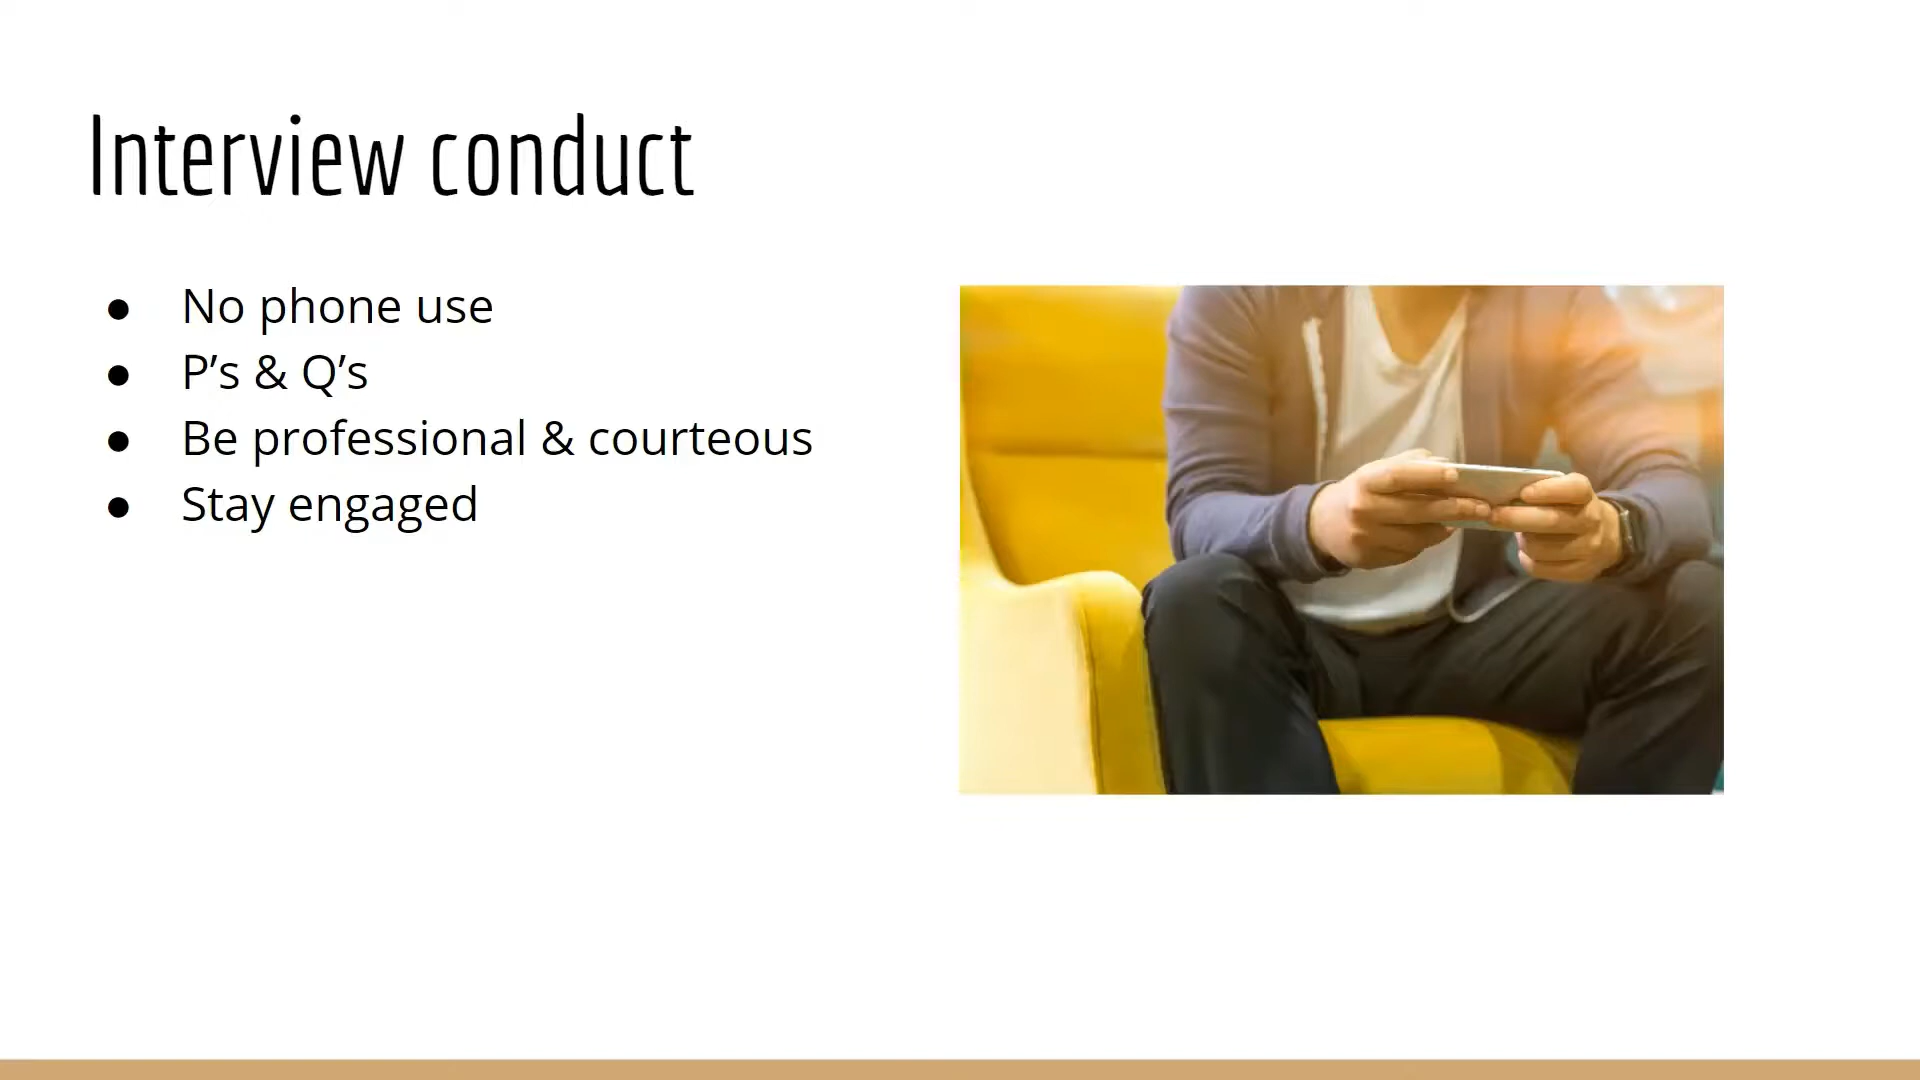 Interview conduct
● No phone use
● P’s & Q’s
● Be professional & courteous
● Stay engaged